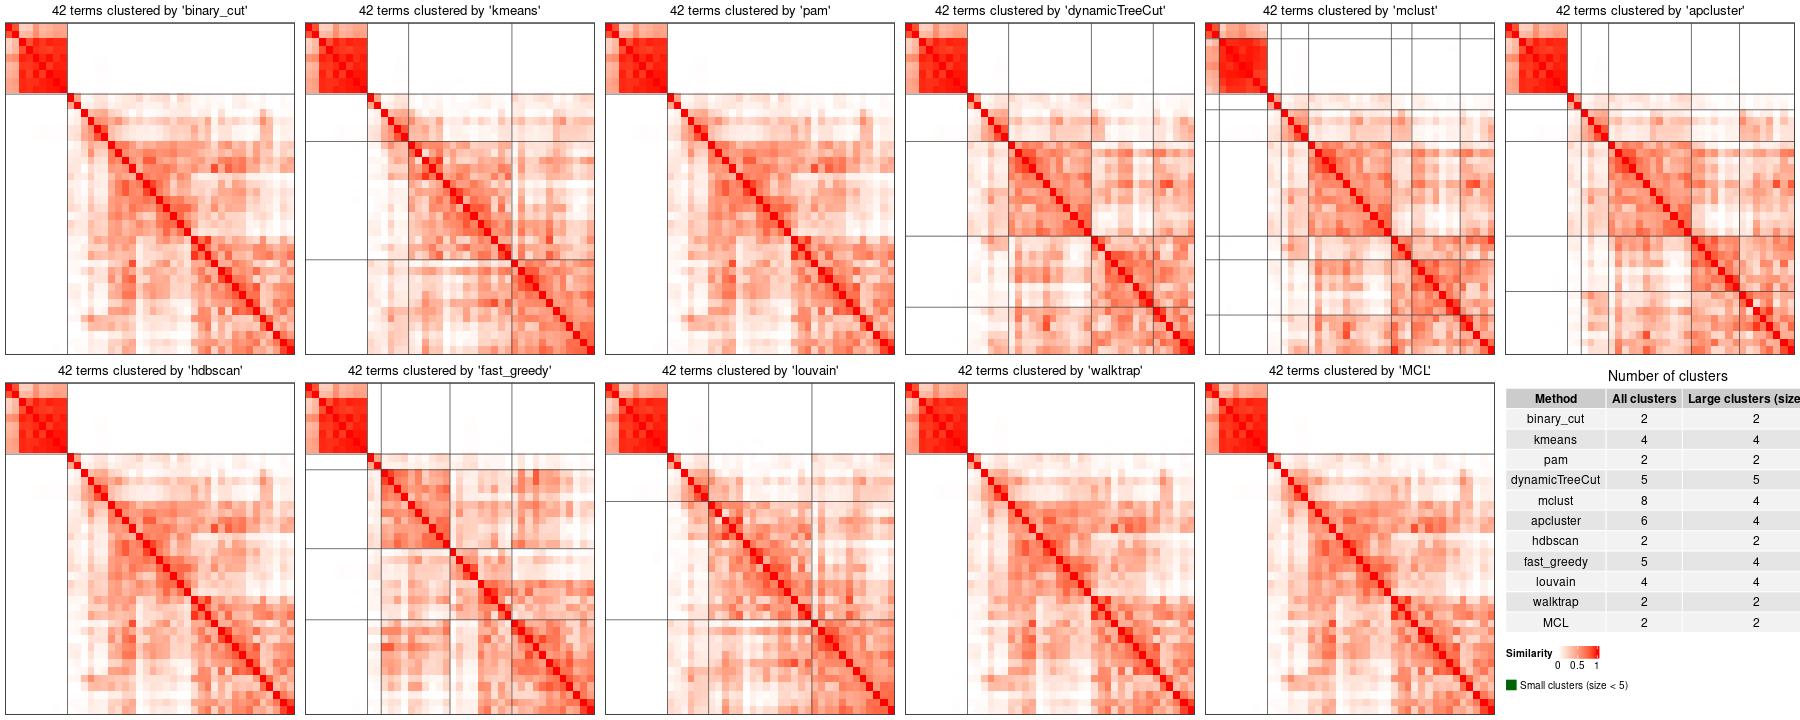 42 terms clustered by 'binary_cut'
42 terms clustered by 'kmeans'
42 terms clustered by 'pam'
42 terms clustered by 'dynamicTreeCut'
42 terms clustered by 'mclust'
42 terms clustered by 'apcluster'
42 terms clustered by 'hdbscan'
42 terms clustered by 'fast_greedy'
42 terms clustered by 'louvain'
42 terms clustered by 'walktrap'
42 terms clustered by 'MCL'
Number of clusters
Method All clusters Large clusters (size
binary_cut 2 2
kmeans 4 4
pam 2 2
dynamicTreeCut 5 5
mclust 8 4
apcluster 6 4
hdbscan 2 2
fast_greedy 5 4
louvain 4 4
walktrap 2 2
MCL 2 2
Similarity
0 0.5 1
Small clusters (size < 5)